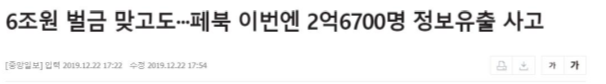 6조원 벌금 맞고도…페북 이번엔 2억6700명 정보유출 사고
[중앙일보] 입력 2019.12.22 17:22 수정 2019.12.22 17:54 가 가